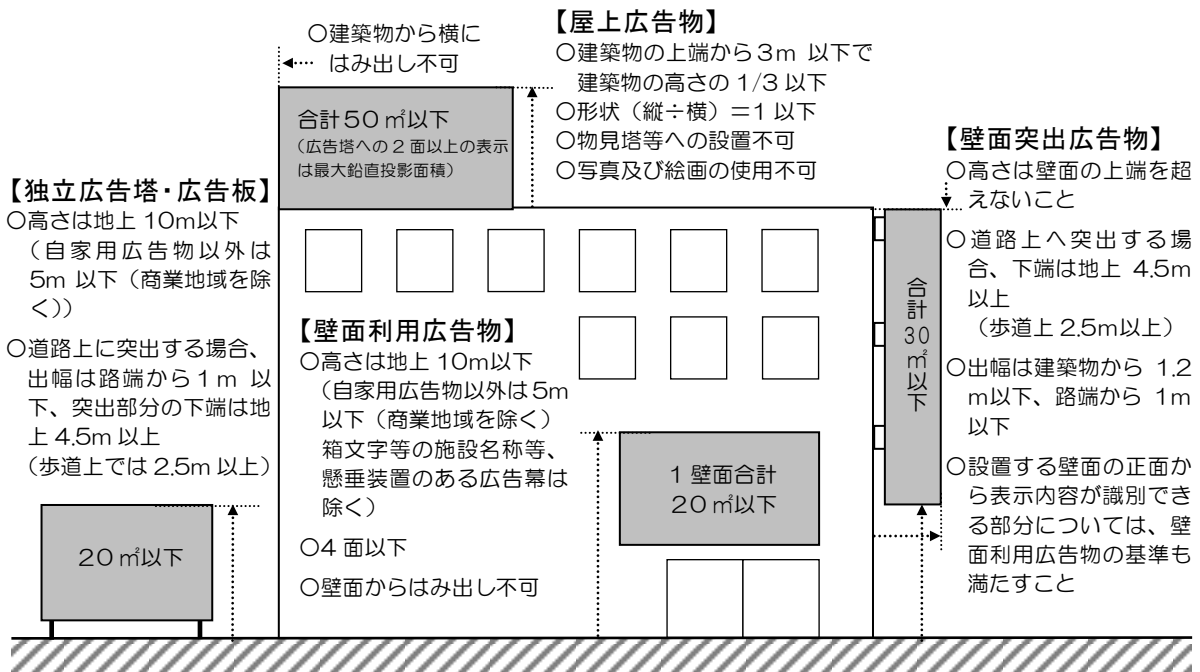 〇建築物から横に
はみ出し不可
合計50㎡以下
（広告塔への2面以上の表示
は最大鉛直投影面積）
【屋上広告物】
〇建築物の上端から3m 以下で
建築物の高さの 1/3 以下
〇形状（縦÷横）＝1 以下
〇物見塔等への設置不可
〇写真及び絵画の使用不可
【独立広告塔・広告板】
〇高さは地上 10m以下
（自家用広告物以外は
5m 以下（商業地域を除
く））
〇道路上に突出する場合、
出幅は路端から1m 以
下、突出部分の下端は地
上 4.5m 以上
（歩道上では 2.5m 以上）
20 ㎡以下
【壁面利用広告物】
〇高さは地上 10m以下
（自家用広告物以外は5m
以下（商業地域を除く）
箱文字等の施設名称等、
懸垂装置のある広告幕は
除く）
〇4 面以下
〇壁面からはみ出し不可
1 壁面合計
20 ㎡以下
合計30㎡以下
【壁面突出広告物】
〇高さは壁面の上端を超
えないこと
〇道路上へ突出する場
合、下端は地上 4.5m
以上
（歩道上 2.5m以上）
〇出幅は建築物から 1.2
m以下、路端から 1m
以下
〇設置する壁面の正面か
ら表示内容が識別でき
る部分については、壁
面利用広告物の基準も
満たすこと